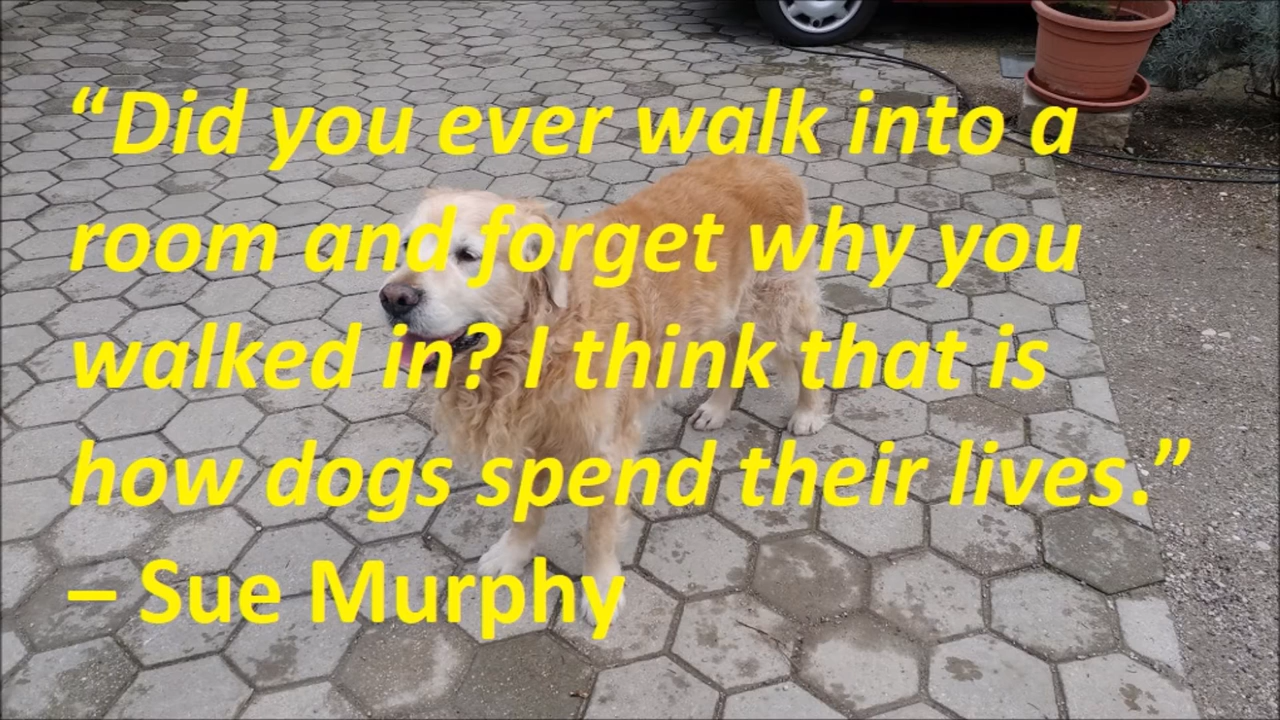 “Did you ever walk into a
room and forget why you
walked in? I think that is
how dogs spend their lives.”
– Sue Murphy